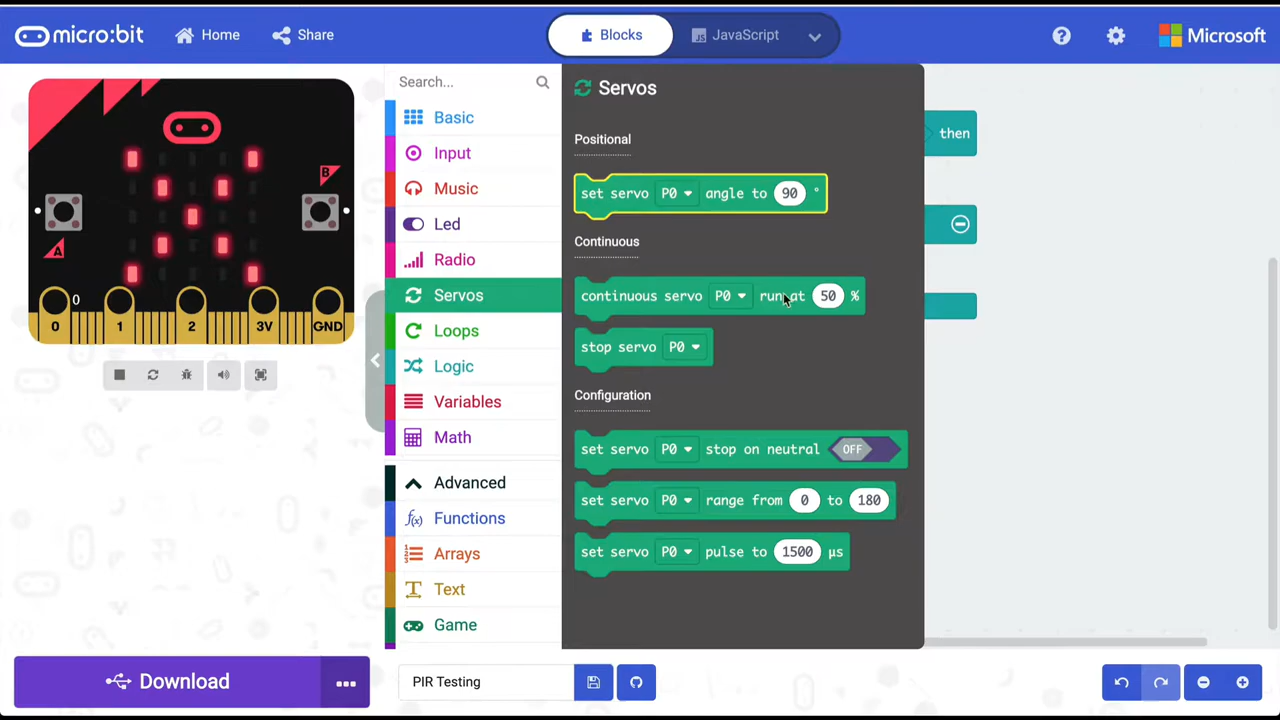 micro:bit Home Share Blocks JavaScript Microsoft
Search...
Basic
Input
Music
Led
Radio
Servos
Loops
Logic
Variables
Math
Advanced
Functions
Arrays
Text
Game
Servos
Positional
set servo P0 angle to 90 °
Continuous
continuous servo P0 run at 50 %
stop servo P0
Configuration
set servo P0 stop on neutral OFF
set servo P0 range from 0 to 180
set servo P0 pulse to 1500 µs
then
A
B
0
0 1 2 3V GND
Download
PIR Testing